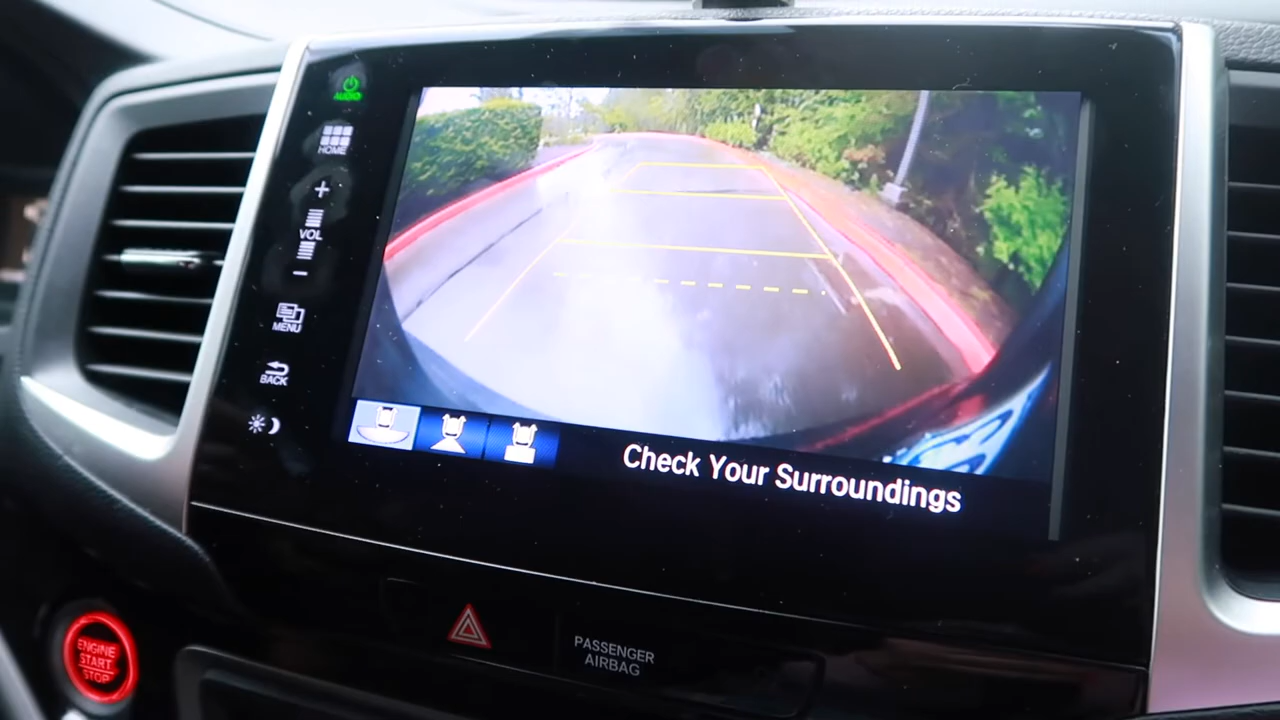 AUDIO
HOME
+
VOL
-
MENU
BACK
Check Your Surroundings
ENGINE
START
STOP
PASSENGER
AIRBAG